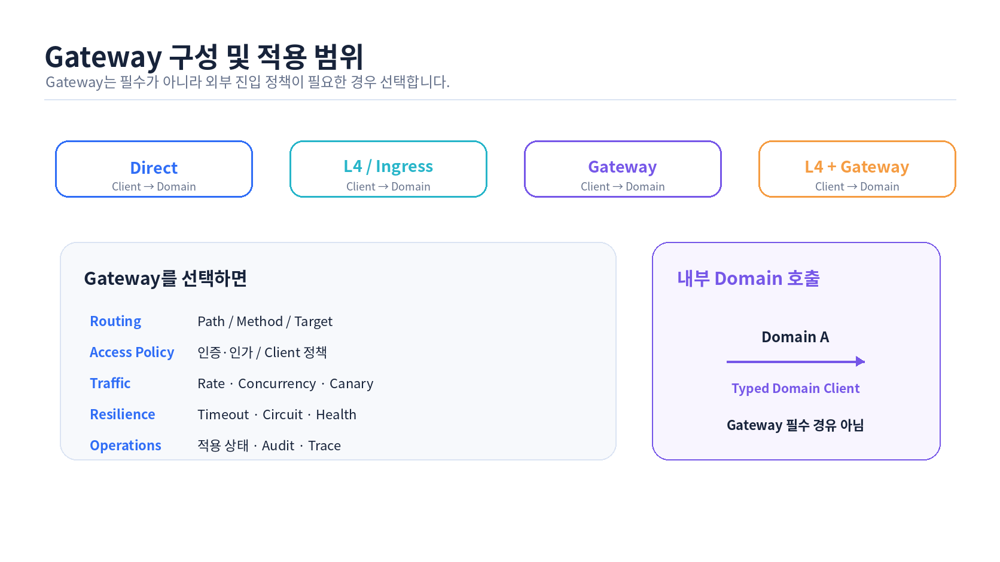 Gateway 구성 및 적용 범위
Gateway는 필수가 아니라 외부 진입 정책이 필요한 경우 선택합니다.
Direct
Client → Domain
L4 / Ingress
Client → Domain
Gateway
Client → Domain
L4 + Gateway
Client → Domain
Gateway를 선택하면
Routing Path / Method / Target
Access Policy 인증·인가 / Client 정책
Traffic Rate · Concurrency · Canary
Resilience Timeout · Circuit · Health
Operations 적용 상태 · Audit · Trace
내부 Domain 호출
Domain A
Typed Domain Client
Gateway 필수 경유 아님